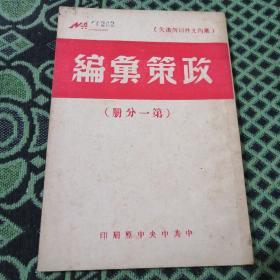 （黨內文件切勿遺失）
政策彙編
（第一分冊）
中共中央中原局印